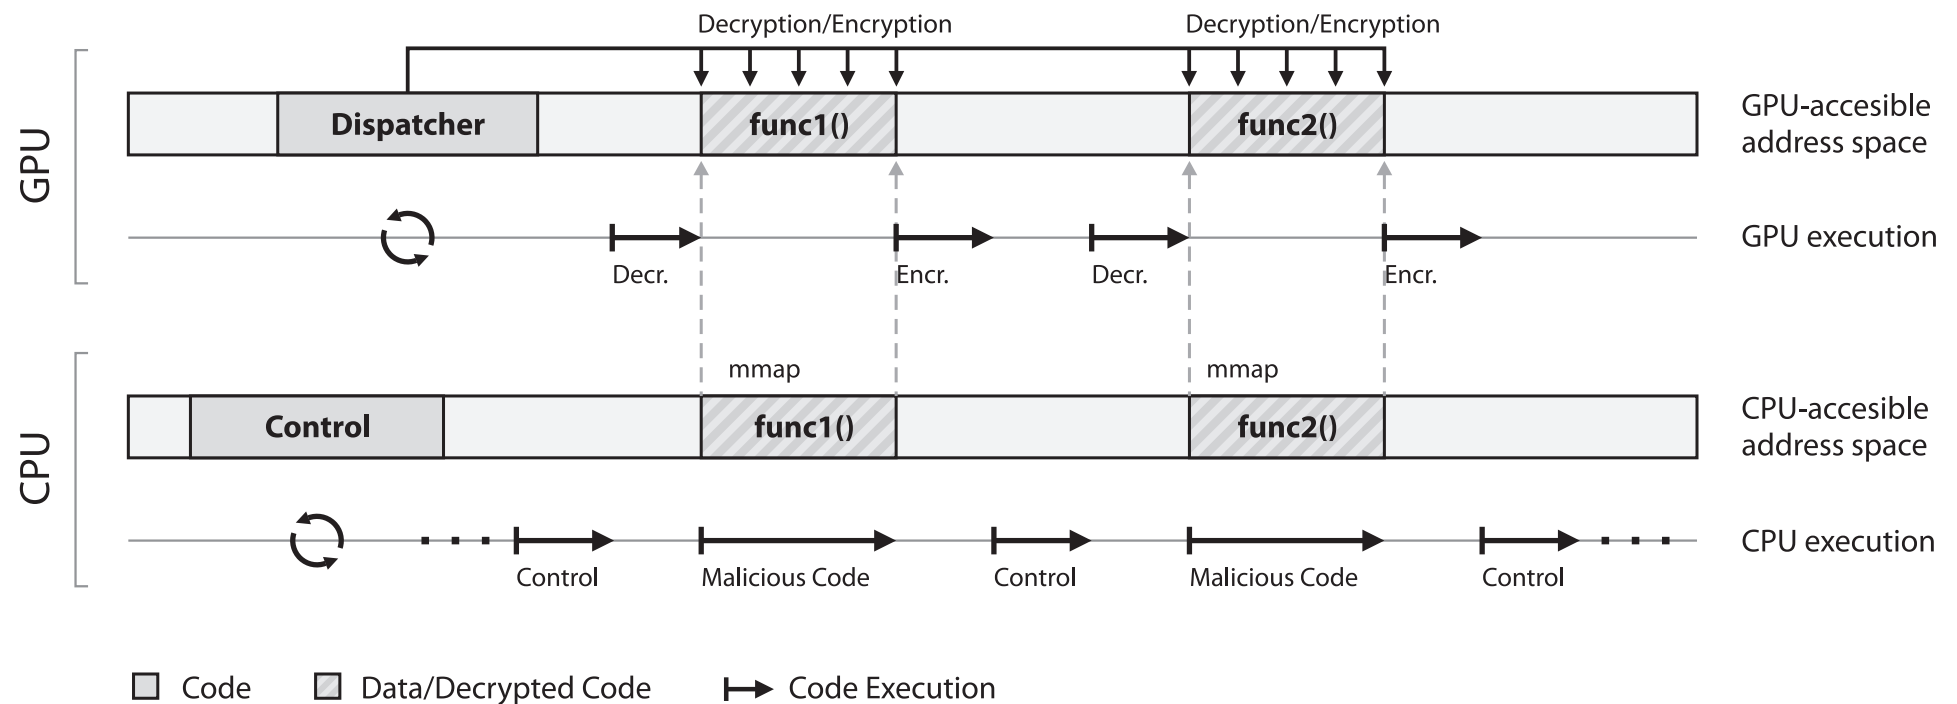 Decryption/Encryption
Decryption/Encryption
GPU
Dispatcher
func1()
func2()
GPU-accesible
address space
GPU execution
Decr.
Encr.
Decr.
Encr.
mmap
mmap
CPU
Control
func1()
func2()
CPU-accesible
address space
CPU execution
Control
Malicious Code
Control
Malicious Code
Control
Code
Data/Decrypted Code
Code Execution